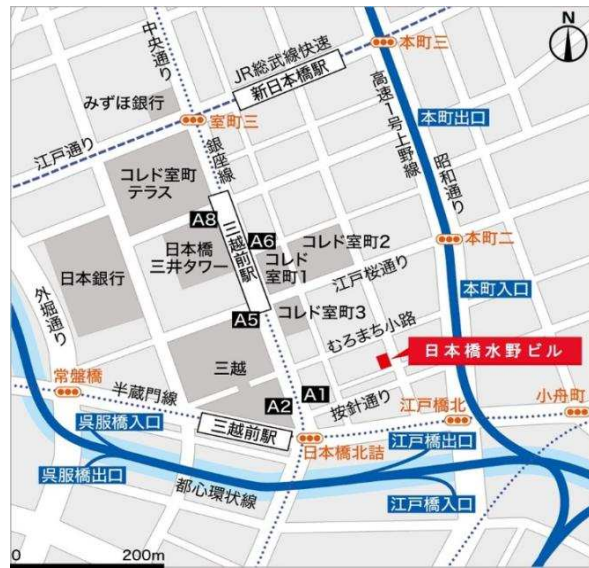 N
中央通り
JR総武線快速
新日本橋駅
本町三
みずほ銀行
室町三
高速1号上野線
本町出口
江戸通り
銀座線
昭和通り
コレド室町
テラス
A8
三越前駅
A6
コレド室町2
本町二
日本橋
三井タワー
コレド
室町1
江戸桜通り
日本銀行
外堀通り
本町入口
A5
コレド室町3
むろまち小路
日本橋水野ビル
三越
常盤橋
半蔵門線
A2
A1
按針通り
江戸橋北
小舟町
呉服橋入口
三越前駅
日本橋北詰
江戸橋出口
呉服橋出口
都心環状線
江戸橋入口
0
200m